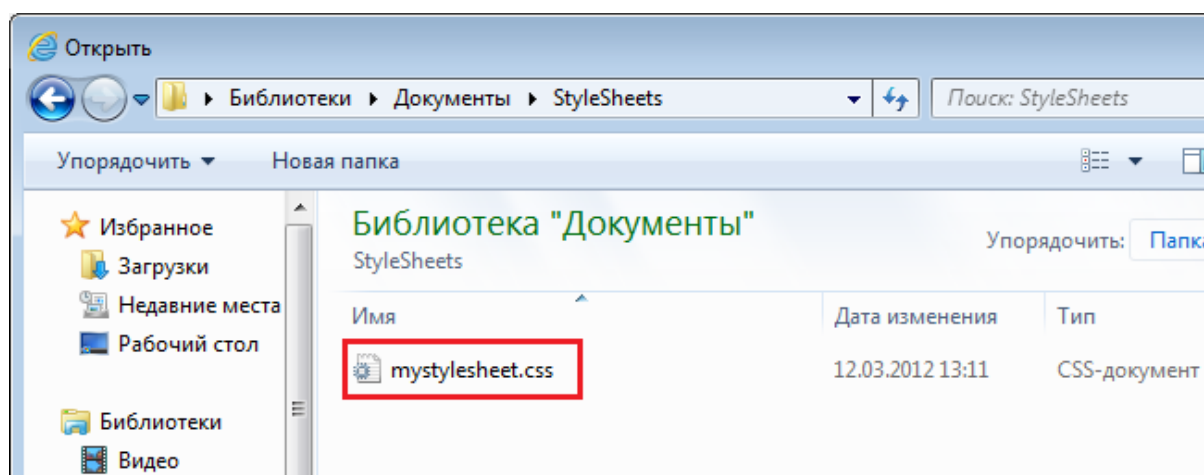 Открыть
Библиотеки Документы StyleSheets Поиск: StyleSheets
Упорядочить Новая папка
Избранное
Загрузки
Недавние места
Рабочий стол
Библиотеки
Видео
Библиотека "Документы"
StyleSheets
Упорядочить: Папка
Имя Дата изменения Тип
mystylesheet.css 12.03.2012 13:11 CSS-документ